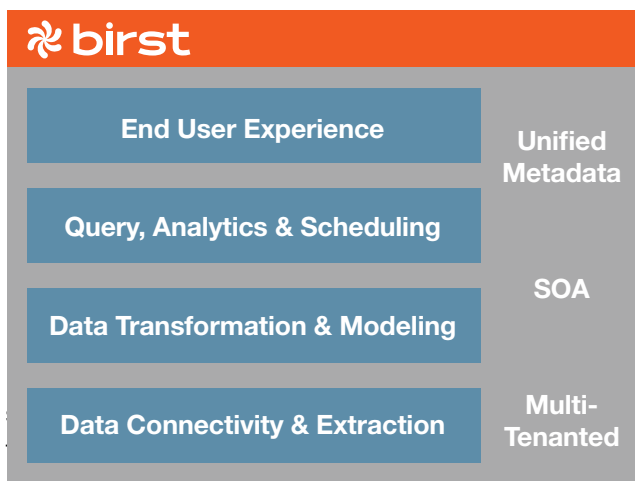 birst
End User Experience
Query, Analytics & Scheduling
Data Transformation & Modeling
Data Connectivity & Extraction
Unified
Metadata
SOA
Multi-
Tenanted